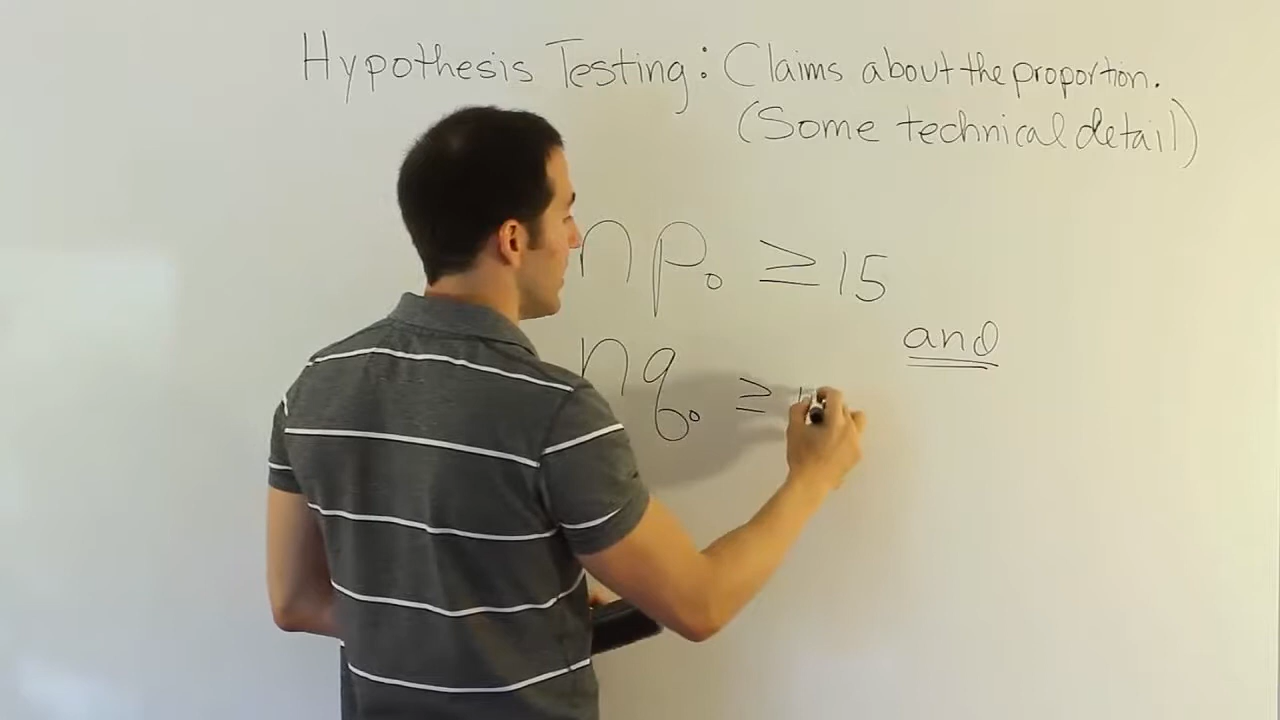 Hypothesis Testing: Claims about the proportion.
(Some technical detail)
np₀ ≥ 15
and
nq₀ ≥